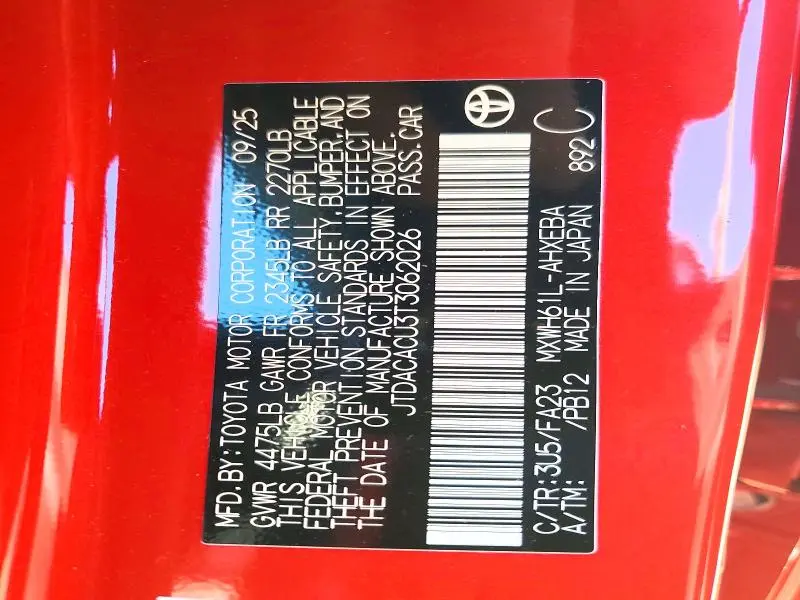 MFD.BY:TOYOTA MOTOR CORPORATION 09/25
GVWR 4475LB GAWR FR 2345LB RR 2270LB
THIS VEHICLE CONFORMS TO ALL APPLICABLE
FEDERAL MOTOR VEHICLE SAFETY,BUMPER,AND
THEFT PREVENTION STANDARDS IN EFFECT ON
THE DATE OF MANUFACTURE SHOWN ABOVE.
JTDACACU3T3062026 PASS.CAR
C/TR:3U5/FA23 MXWH61L-AHXEBA
A/TM: /PB12 MADE IN JAPAN 892 C